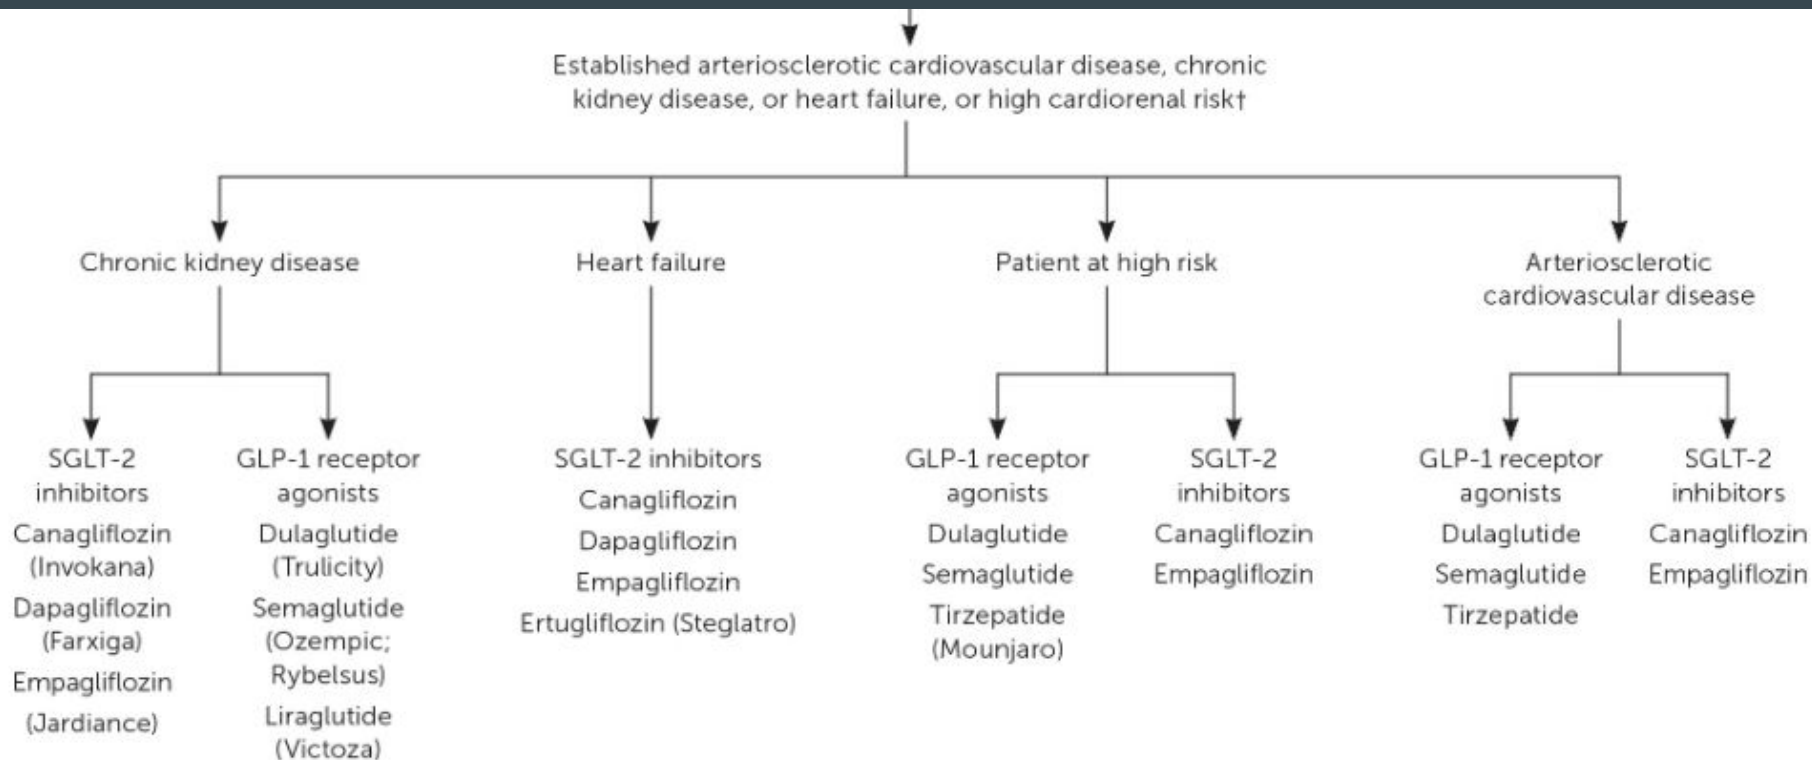 Established arteriosclerotic cardiovascular disease, chronic
kidney disease, or heart failure, or high cardiorenal risk†
Chronic kidney disease
Heart failure
Patient at high risk
Arteriosclerotic
cardiovascular disease
SGLT-2
inhibitors
Canagliflozin
(Invokana)
Dapagliflozin
(Farxiga)
Empagliflozin
(Jardiance)
GLP-1 receptor
agonists
Dulaglutide
(Trulicity)
Semaglutide
(Ozempic;
Rybelsus)
Liraglutide
(Victoza)
SGLT-2 inhibitors
Canagliflozin
Dapagliflozin
Empagliflozin
Ertugliflozin (Steglatro)
GLP-1 receptor
agonists
Dulaglutide
Semaglutide
Tirzepatide
(Mounjaro)
SGLT-2
inhibitors
Canagliflozin
Empagliflozin
GLP-1 receptor
agonists
Dulaglutide
Semaglutide
Tirzepatide
SGLT-2
inhibitors
Canagliflozin
Empagliflozin